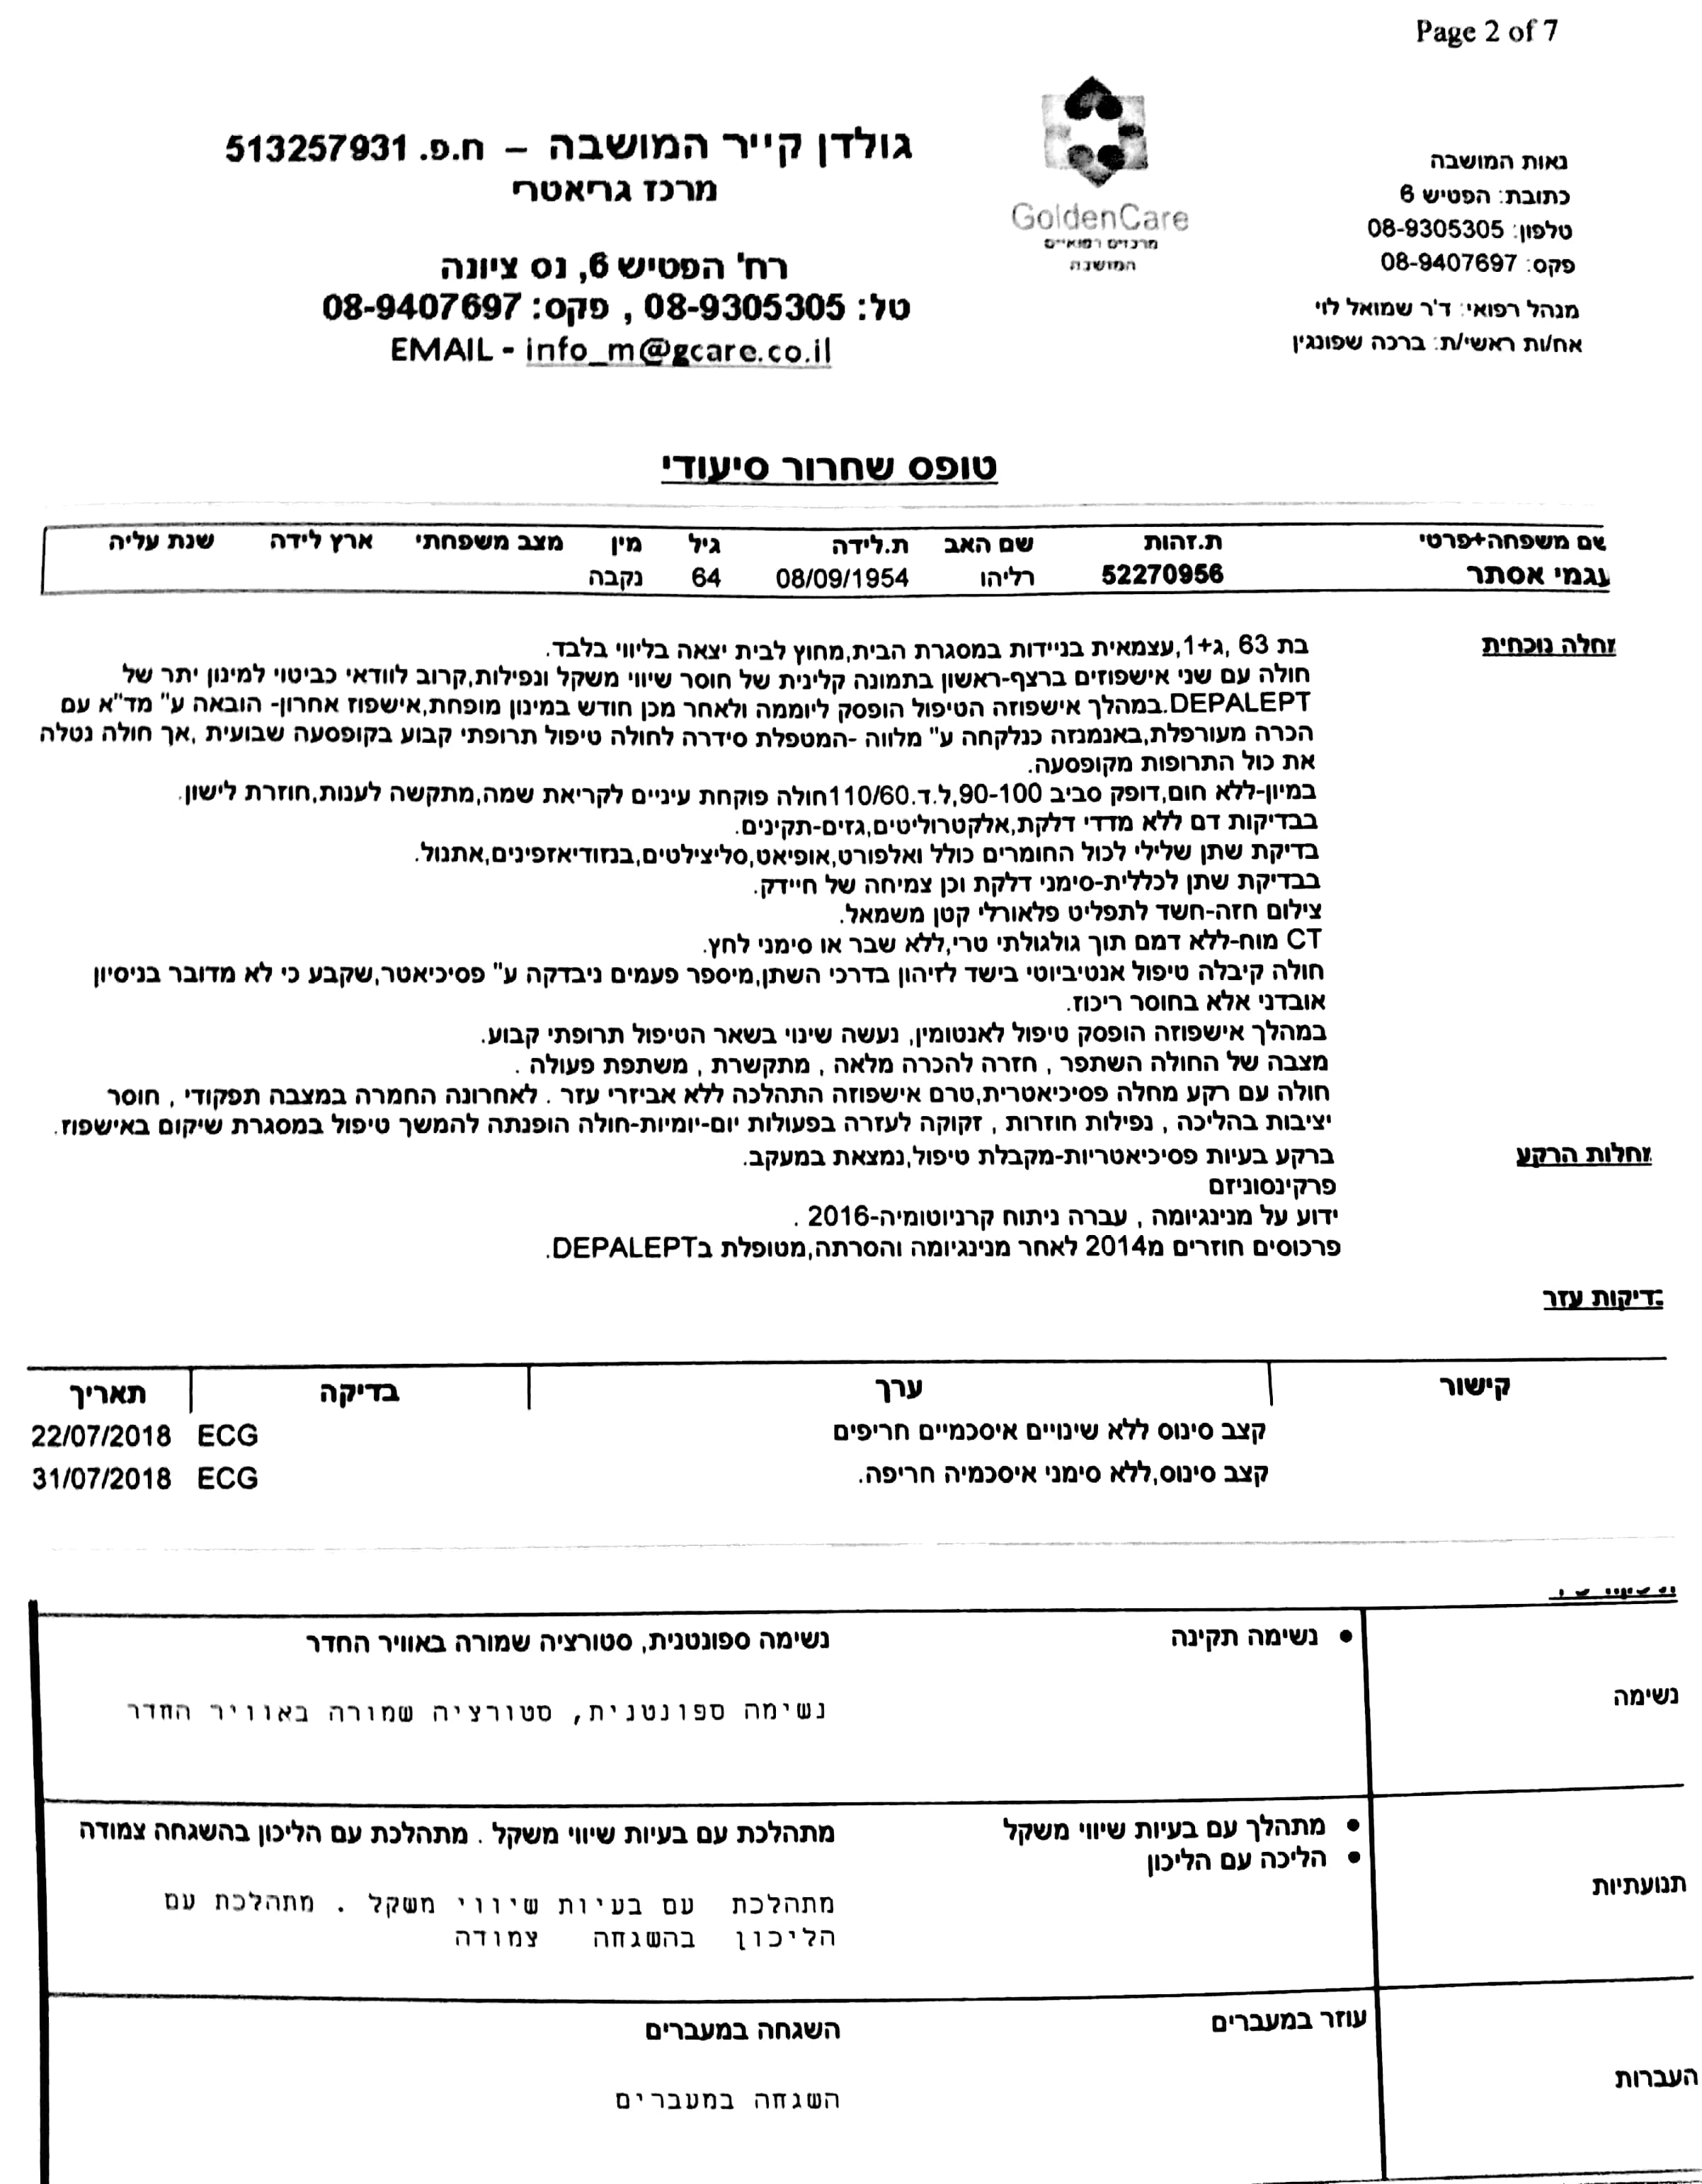 Page 2 of 7
נאות המושבה
כתובת: הפטיש 6
טלפון: 08-9305305
פקס: 08-9407697
מנהל רפואי: ד'ר שמואל לוי
אח/ות ראשי/ת: ברכה שפונגין
GoldenCare
מרכזים רפואיים
המושבה
גולדן קייר המושבה – ח.פ. 513257931
מרכז גריאטרי
רח' הפטיש 6, נס ציונה
טל: 08-9305305 , פקס: 08-9407697
EMAIL - info_m@gcare.co.il
טופס שחרור סיעודי
שם משפחה+פרטי ת.זהות שם האב ת.לידה גיל מין מצב משפחתי ארץ לידה שנת עליה
עגמי אסתר 52270956 רליהו 08/09/1954 64 נקבה
מחלה נוכחית
בת 63 ,ג+1,עצמאית בניידות במסגרת הבית,מחוץ לבית יצאה בליווי בלבד.
חולה עם שני אישפוזים ברצף-ראשון בתמונה קלינית של חוסר שיווי משקל ונפילות,קרוב לוודאי כביטוי למינון יתר של
DEPALEPT.במהלך אישפוזה הטיפול הופסק ליוממה ולאחר מכן חודש במינון מופחת,אישפוז אחרון- הובאה ע" מד"א עם
הכרה מעורפלת,באנמנזה כנלקחה ע" מלווה -המטפלת סידרה לחולה טיפול תרופתי קבוע בקופסעה שבועית ,אך חולה נטלה
את כול התרופות מקופסעה.
במיון-ללא חום,דופק סביב 90-100,ל.ד.110/60חולה פוקחת עיניים לקריאת שמה,מתקשה לענות,חוזרת לישון.
בבדיקות דם ללא מדדי דלקת,אלקטרוליטים,גזים-תקינים.
בדיקת שתן שלילי לכול החומרים כולל ואלפורט,אופיאט,סליצילטים,בנזודיאזפינים,אתנול.
בבדיקת שתן לכללית-סימני דלקת וכן צמיחה של חיידק.
צילום חזה-חשד לתפליט פלאורלי קטן משמאל.
CT מוח-ללא דמם תוך גולגולתי טרי,ללא שבר או סימני לחץ.
חולה קיבלה טיפול אנטיביוטי בישד לזיהון בדרכי השתן,מיספר פעמים ניבדקה ע" פסיכיאטר,שקבע כי לא מדובר בניסיון
אובדני אלא בחוסר ריכוז.
במהלך אישפוזה הופסק טיפול לאנטומין, נעשה שינוי בשאר הטיפול תרופתי קבוע.
מצבה של החולה השתפר , חזרה להכרה מלאה , מתקשרת , משתפת פעולה .
חולה עם רקע מחלה פסיכיאטרית,טרם אישפוזה התהלכה ללא אביזרי עזר . לאחרונה החמרה במצבה תפקודי , חוסר
יציבות בהליכה , נפילות חוזרות , זקוקה לעזרה בפעולות יום-יומיות-חולה הופנתה להמשך טיפול במסגרת שיקום באישפוז.
מחלות הרקע
ברקע בעיות פסיכיאטריות-מקבלת טיפול,נמצאת במעקב.
פרקינסוניזם
ידוע על מנינגיומה , עברה ניתוח קרניוטומיה-2016 .
פרכוסים חוזרים מ2014 לאחר מנינגיומה והסרתה,מטופלת בDEPALEPT.
בדיקות עזר
קישור ערך בדיקה תאריך
קצב סינוס ללא שינויים איסכמיים חריפים ECG 22/07/2018
קצב סינוס,ללא סימני איסכמיה חריפה. ECG 31/07/2018
נשימה
• נשימה תקינה
נשימה ספונטנית, סטורציה שמורה באוויר החדר
נשימה ספונטנית, סטורציה שמורה באוויר החדר
תנועתיות
• מתהלך עם בעיות שיווי משקל
• הליכה עם הליכון
מתהלכת עם בעיות שיווי משקל . מתהלכת עם הליכון בהשגחה צמודה
מתהלכת עם בעיות שיווי משקל . מתהלכת עם
הליכון בהשגחה צמודה
העברות
עוזר במעברים
השגחה במעברים
השגחה במעברים